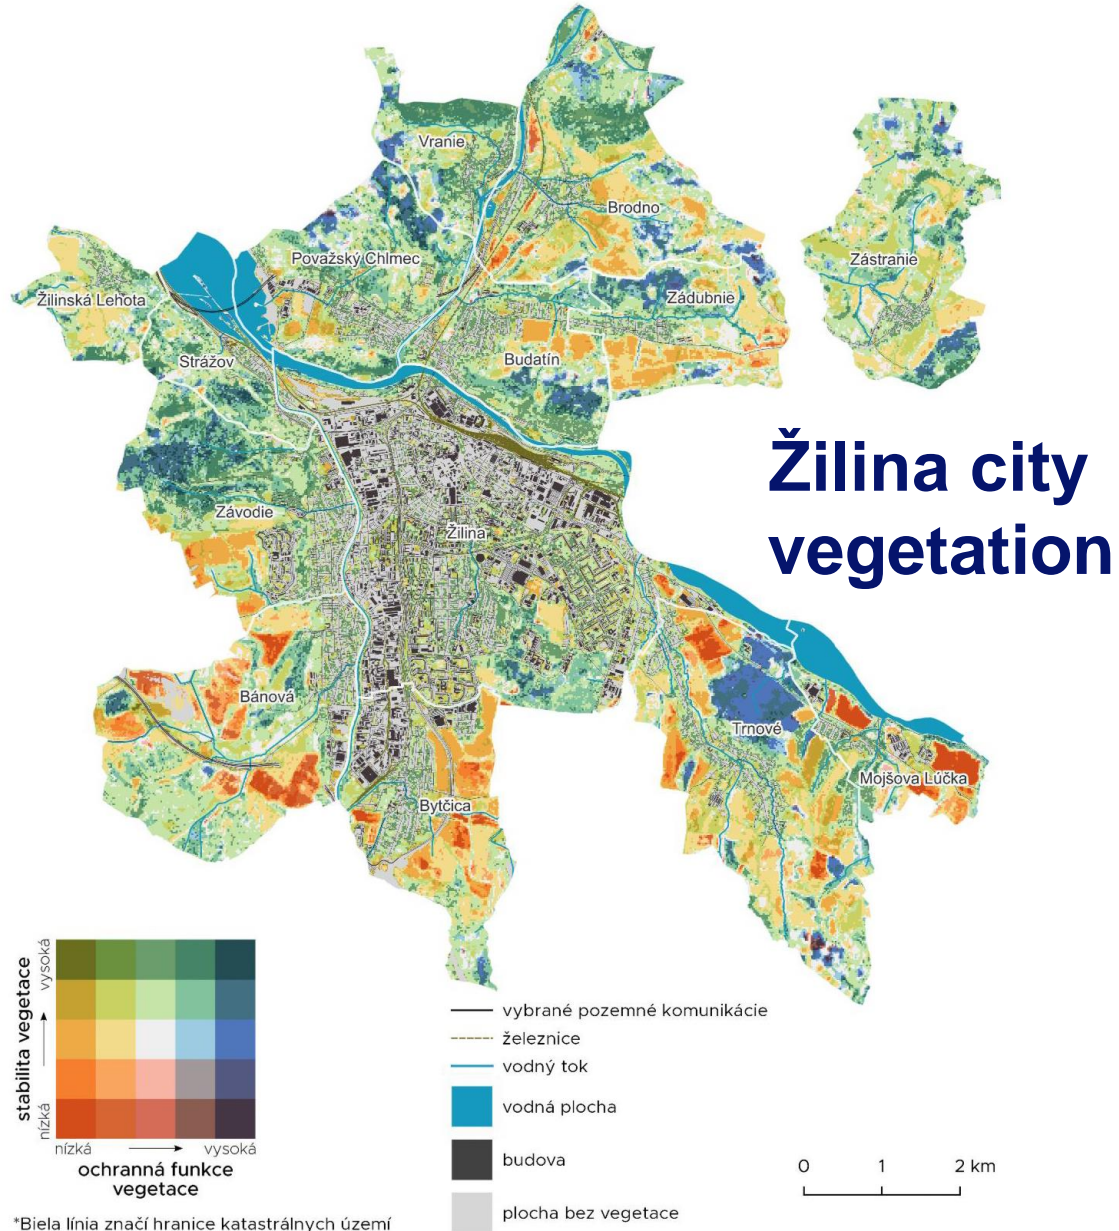 Vranie
Brodno
Považský Chlmec
Zástranie
Žilinská Lehota
Zádubnie
Strážov
Budatín
Žilina city
vegetation
Závodie
Žilina
Bánová
Trnové
Mojšova Lúčka
Bytčica
stabilita vegetace
vysoká
nízká
nízká
vysoká
ochranná funkce
vegetace
*Biela línia značí hranice katastrálnych území
vybrané pozemné komunikácie
železnice
vodný tok
vodná plocha
budova
plocha bez vegetace
0 1 2 km